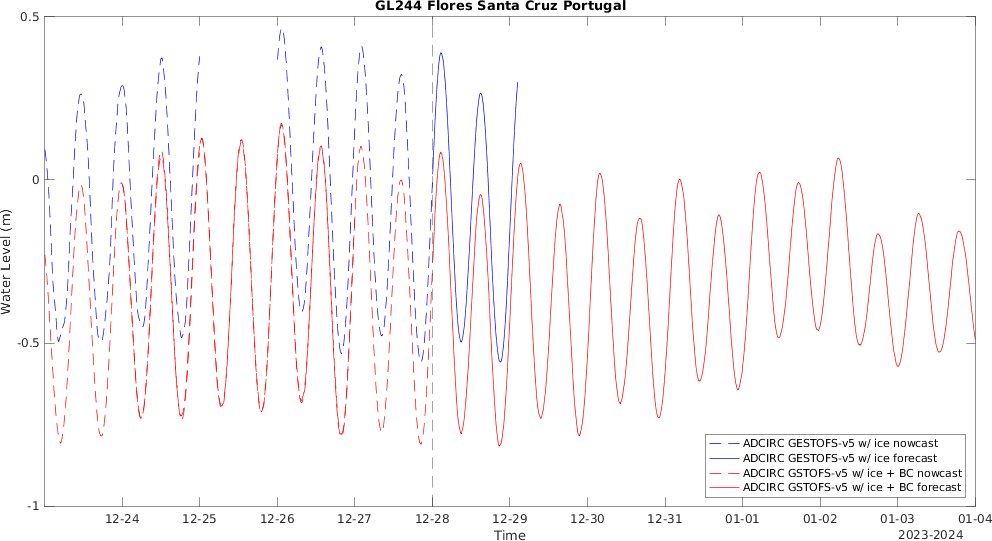 GL244 Flores Santa Cruz Portugal
0.5
0
-0.5
-1
Water Level (m)
ADCIRC GESTOFS-v5 w/ ice nowcast
ADCIRC GESTOFS-v5 w/ ice forecast
ADCIRC GSTOFS-v5 w/ ice + BC nowcast
ADCIRC GSTOFS-v5 w/ ice + BC forecast
12-24 12-25 12-26 12-27 12-28 12-29 12-30 12-31 01-01 01-02 01-03 01-04
Time
2023-2024